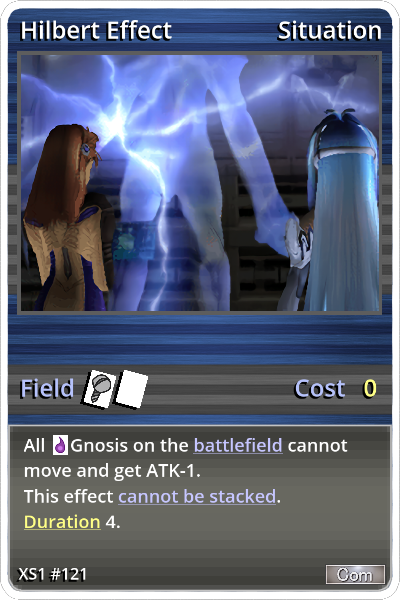 Hilbert Effect
Situation
Field
Cost 0
All Gnosis on the battlefield cannot
move and get ATK-1.
This effect cannot be stacked.
Duration 4.
XS1 #121
Com